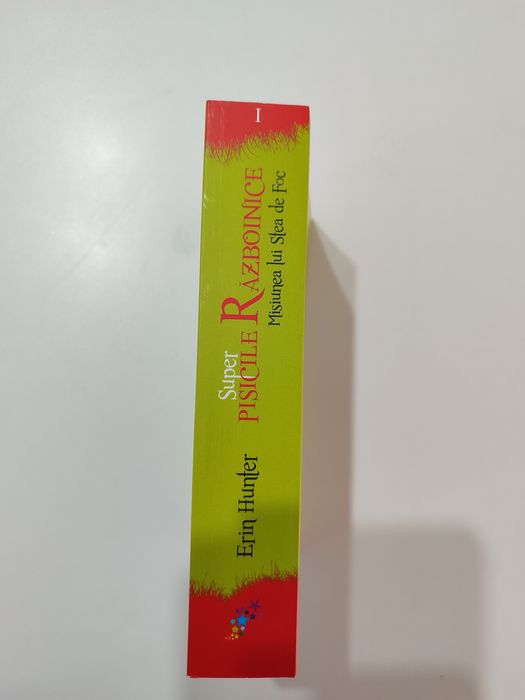 I
Erin Hunter
Super
PISICILE RĂZBOINICE
Misiunea lui Stea de Foc